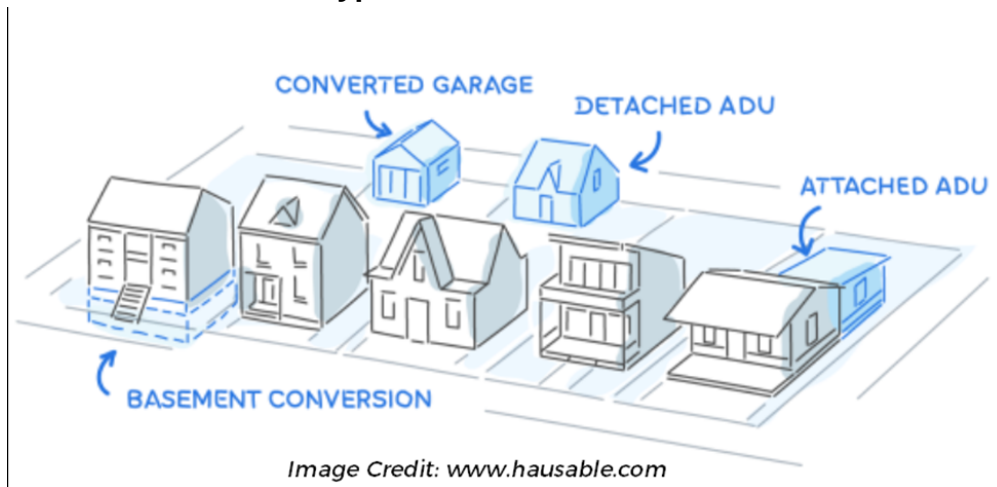 CONVERTED GARAGE
DETACHED ADU
ATTACHED ADU
BASEMENT CONVERSION
Image Credit: www.hausable.com